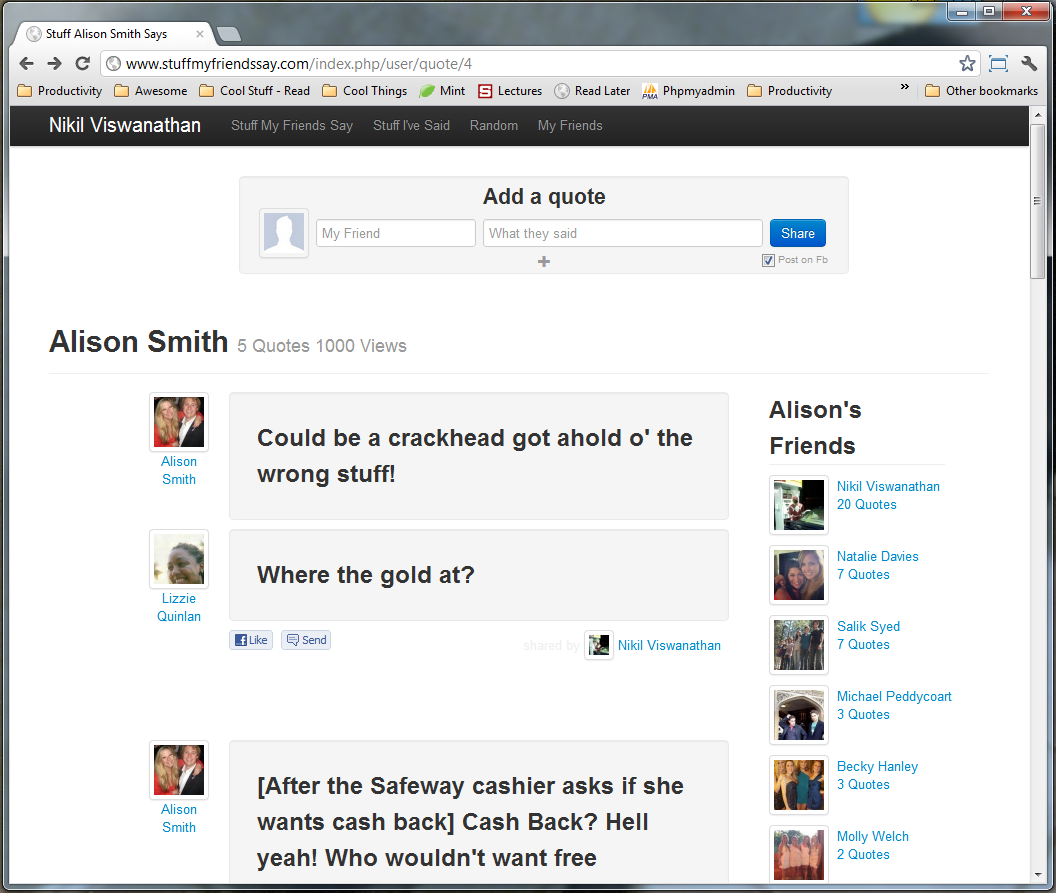 Stuff Alison Smith Says
www.stuffmyfriendssay.com/index.php/user/quote/4
Productivity Awesome Cool Stuff - Read Cool Things Mint Lectures Read Later PMA Phpmyadmin Productivity » Other bookmarks
Nikil Viswanathan Stuff My Friends Say Stuff I've Said Random My Friends
Add a quote
My Friend What they said Share
+ Post on Fb
Alison Smith 5 Quotes 1000 Views
Alison
Smith
Could be a crackhead got ahold o' the
wrong stuff!
Lizzie
Quinlan
Where the gold at?
Like Send shared by Nikil Viswanathan
Alison
Smith
[After the Safeway cashier asks if she
wants cash back] Cash Back? Hell
yeah! Who wouldn't want free
Alison's
Friends
Nikil Viswanathan
20 Quotes
Natalie Davies
7 Quotes
Salik Syed
7 Quotes
Michael Peddycoart
3 Quotes
Becky Hanley
3 Quotes
Molly Welch
2 Quotes